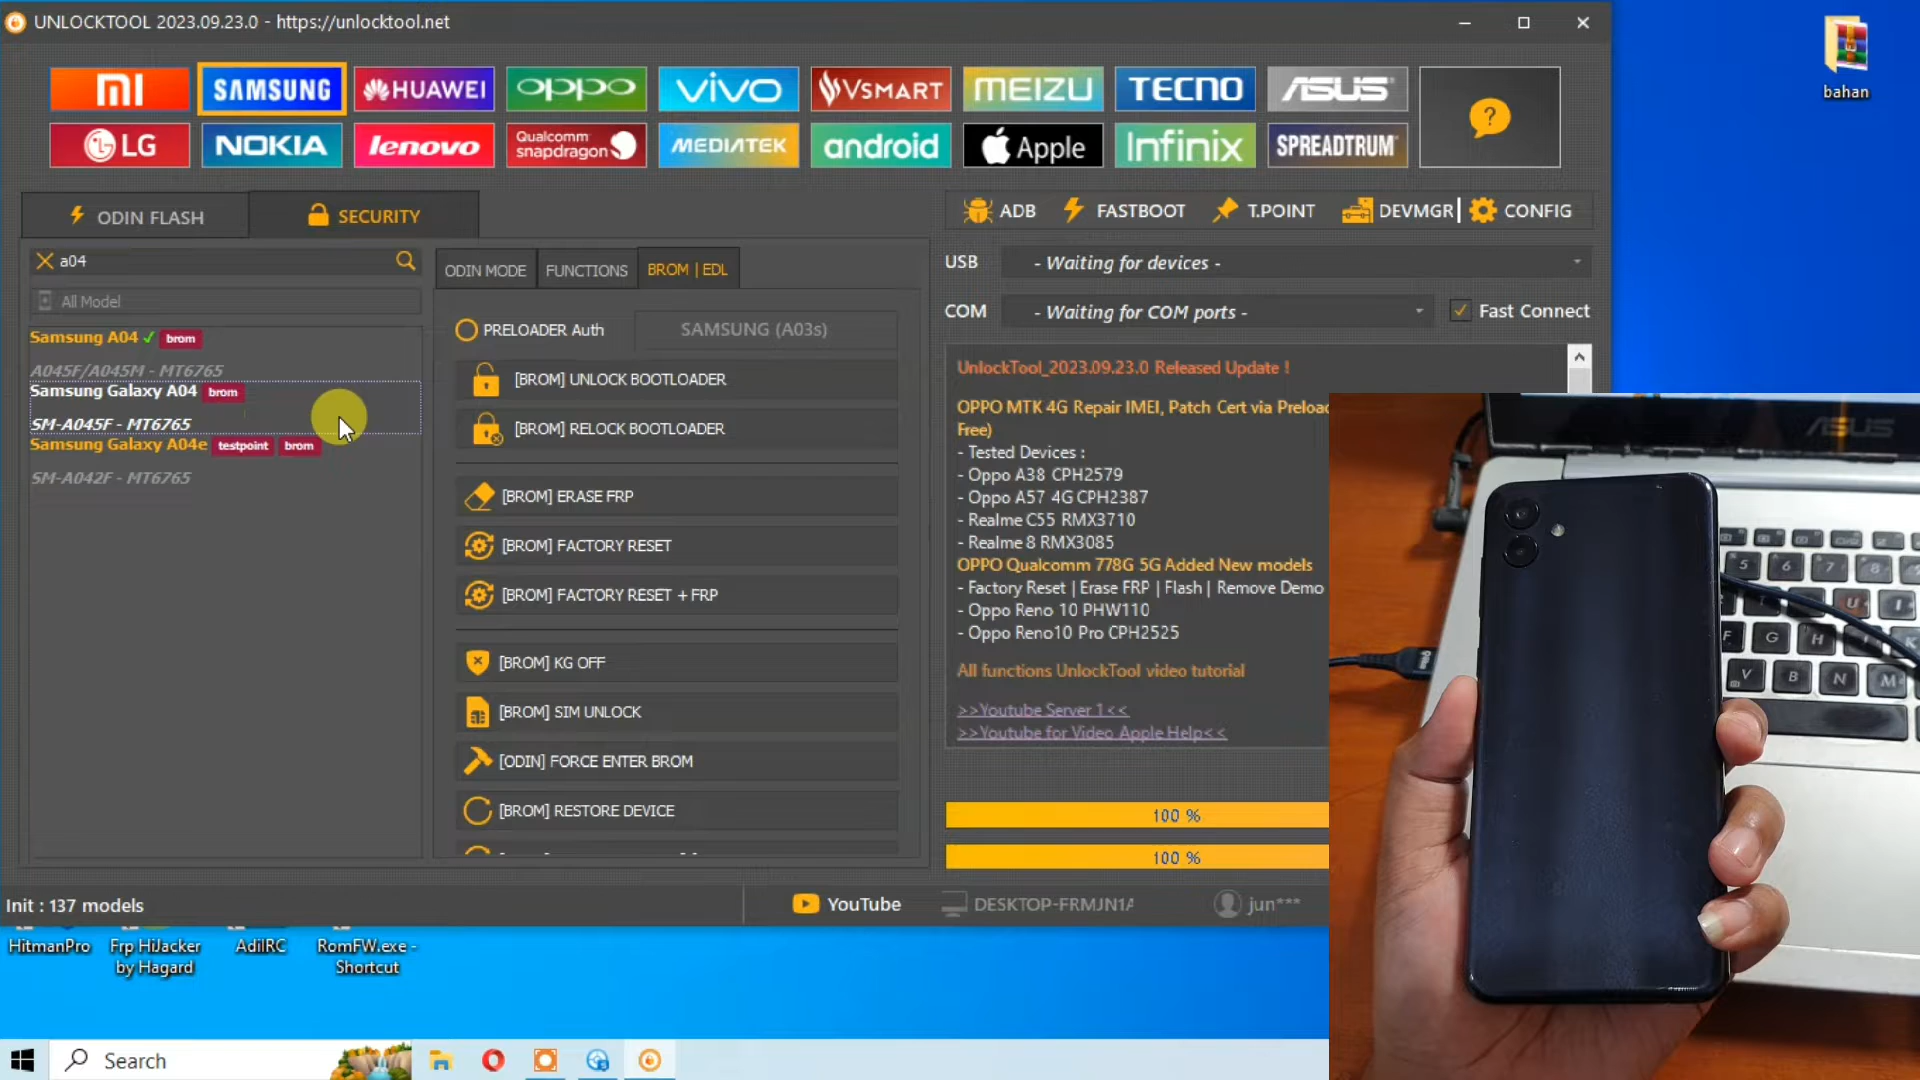 UNLOCKTOOL 2023.09.23.0 - https://unlocktool.net
bahan
mi
SAMSUNG
HUAWEI
oppo
vivo
VSMART
MEIZU
TECNO
ASUS
?
LG
NOKIA
lenovo
Qualcomm
snapdragon
MEDIATEK
android
Apple
Infinix
SPREADTRUM
ODIN FLASH
SECURITY
ADB
FASTBOOT
T.POINT
DEVMGR
CONFIG
a04
All Model
Samsung A04 ✓ brom
A045F/A045M - MT6765
Samsung Galaxy A04 brom
SM-A045F - MT6765
Samsung Galaxy A04e testpoint brom
SM-A042F - MT6765
ODIN MODE
FUNCTIONS
BROM | EDL
PRELOADER Auth
SAMSUNG (A03s)
[BROM] UNLOCK BOOTLOADER
[BROM] RELOCK BOOTLOADER
[BROM] ERASE FRP
[BROM] FACTORY RESET
[BROM] FACTORY RESET + FRP
[BROM] KG OFF
[BROM] SIM UNLOCK
[ODIN] FORCE ENTER BROM
[BROM] RESTORE DEVICE
USB
- Waiting for devices -
COM
- Waiting for COM ports -
Fast Connect
UnlockTool_2023.09.23.0 Released Update !
OPPO MTK 4G Repair IMEI, Patch Cert via Preload
Free)
- Tested Devices :
- Oppo A38 CPH2579
- Oppo A57 4G CPH2387
- Realme C55 RMX3710
- Realme 8 RMX3085
OPPO Qualcomm 778G 5G Added New models
- Factory Reset | Erase FRP | Flash | Remove Demo
- Oppo Reno 10 PHW110
- Oppo Reno10 Pro CPH2525
All functions UnlockTool video tutorial
>>Youtube Server 1<<
>>Youtube for Video Apple Help<<
100 %
100 %
Init : 137 models
YouTube
DESKTOP-FRMJN1A
jun***
HitmanPro
Frp HiJacker
by Hagard
AdiIRC
RomFW.exe -
Shortcut
Search
ASUS
5
6
7
8
U
I
F
G
H
J
K
V
B
N
M